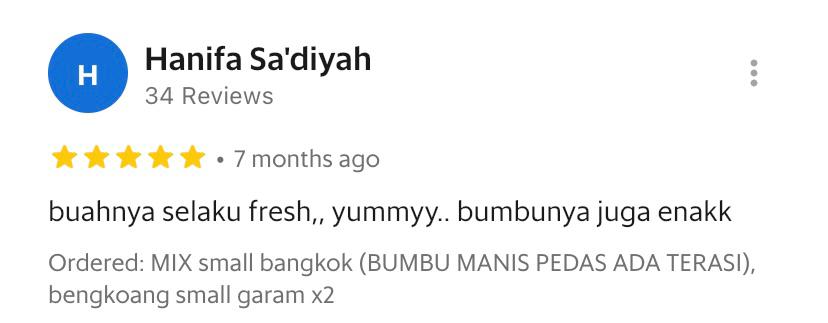 H
Hanifa Sa'diyah
34 Reviews
• 7 months ago
buahnya selaku fresh,, yummyy.. bumbunya juga enakk
Ordered: MIX small bangkok (BUMBU MANIS PEDAS ADA TERASI),
bengkoang small garam x2